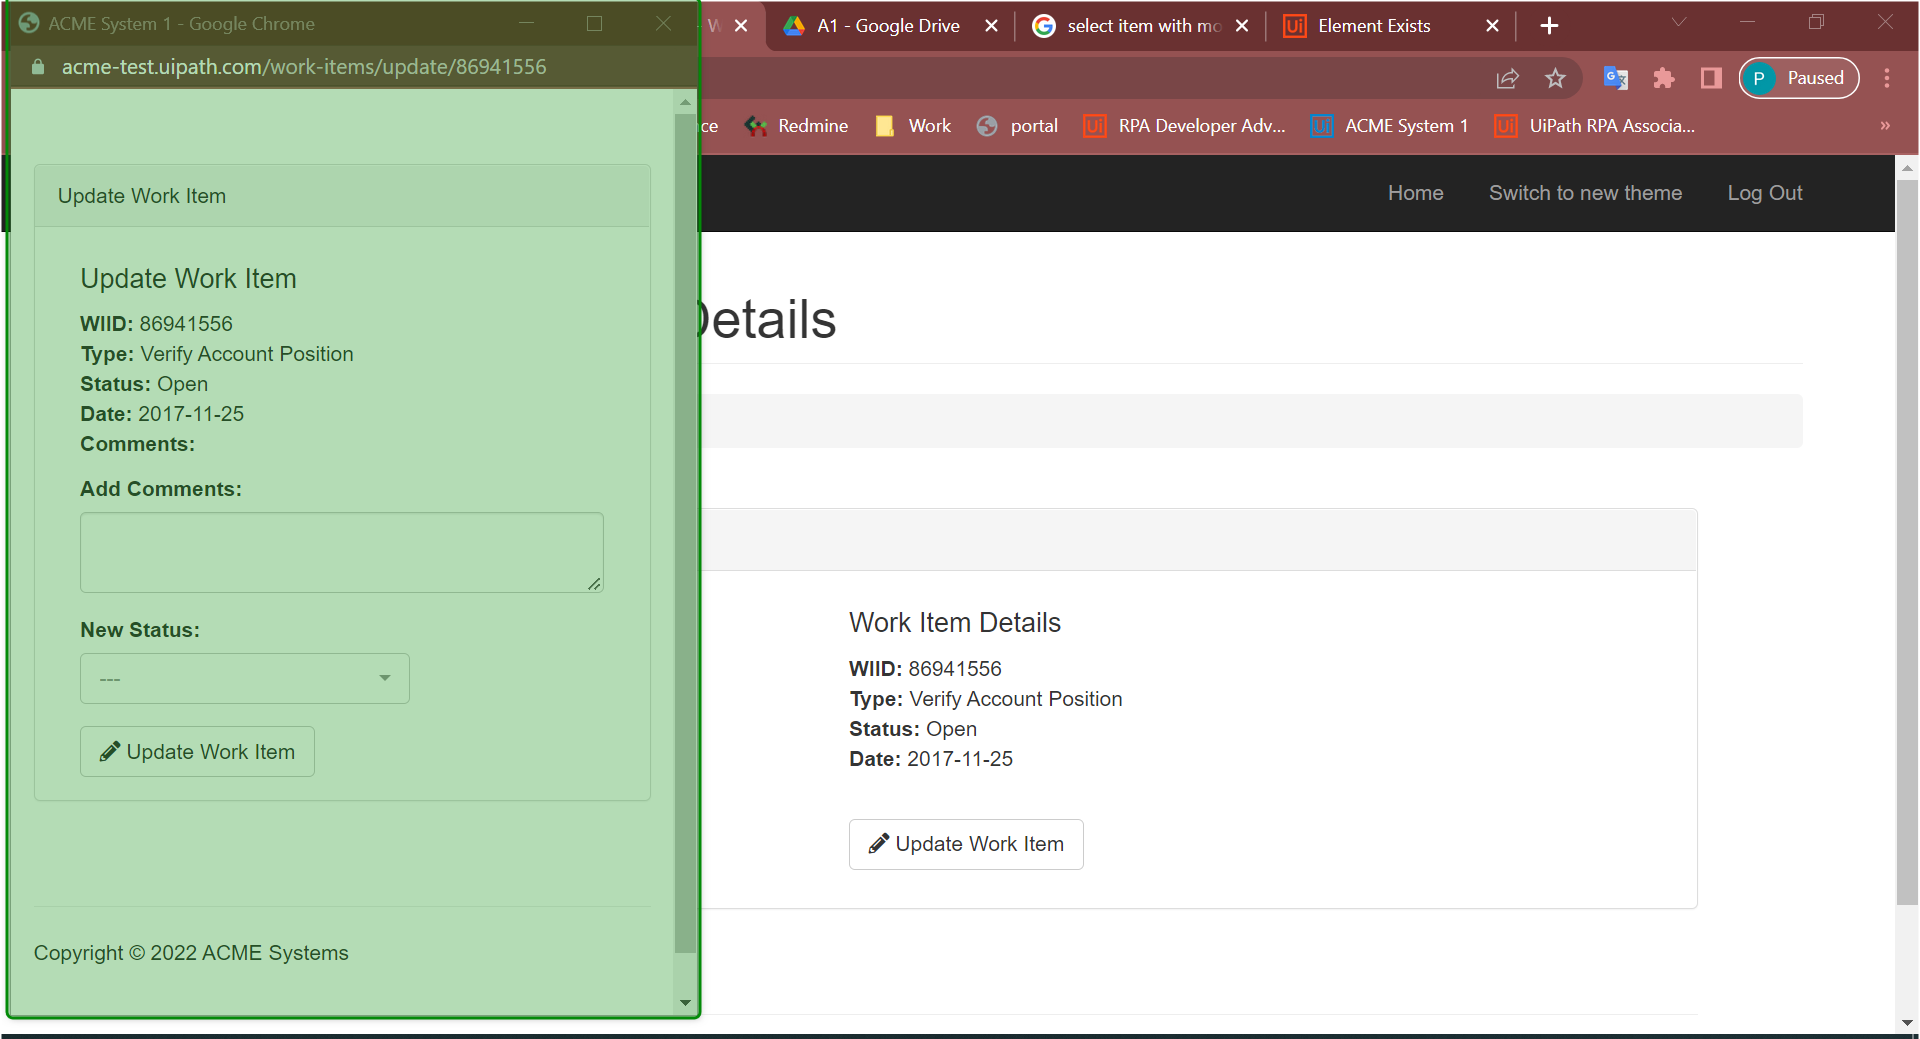 ACME System 1 - Google Chrome
acme-test.uipath.com/work-items/update/86941556
Update Work Item
Update Work Item
WIID: 86941556
Type: Verify Account Position
Status: Open
Date: 2017-11-25
Comments:
Add Comments:
New Status:
---
Update Work Item
Copyright © 2022 ACME Systems
A1 - Google Drive
select item with mo
Element Exists
P Paused
Redmine
Work
portal
RPA Developer Adv...
ACME System 1
UiPath RPA Associa...
»
Home
Switch to new theme
Log Out
Details
Work Item Details
WIID: 86941556
Type: Verify Account Position
Status: Open
Date: 2017-11-25
Update Work Item